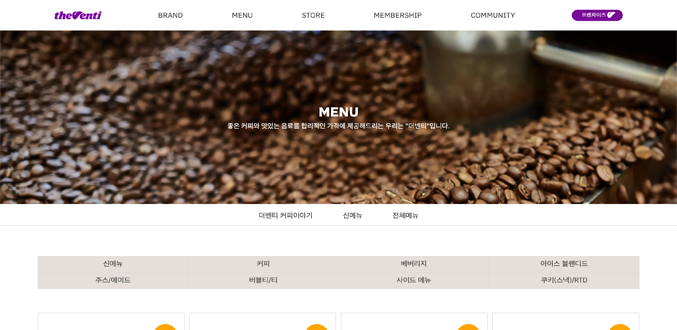 theVenti
BRAND
MENU
STORE
MEMBERSHIP
COMMUNITY
프랜차이즈
MENU
좋은 커피와 맛있는 음료를 합리적인 가격에 제공해드리는 우리는 "더벤티"입니다.
더벤티 커피이야기
신메뉴
전체메뉴
신메뉴
커피
베버리지
아이스 블렌디드
주스/에이드
버블티/티
사이드 메뉴
쿠키(스낵)/RTD